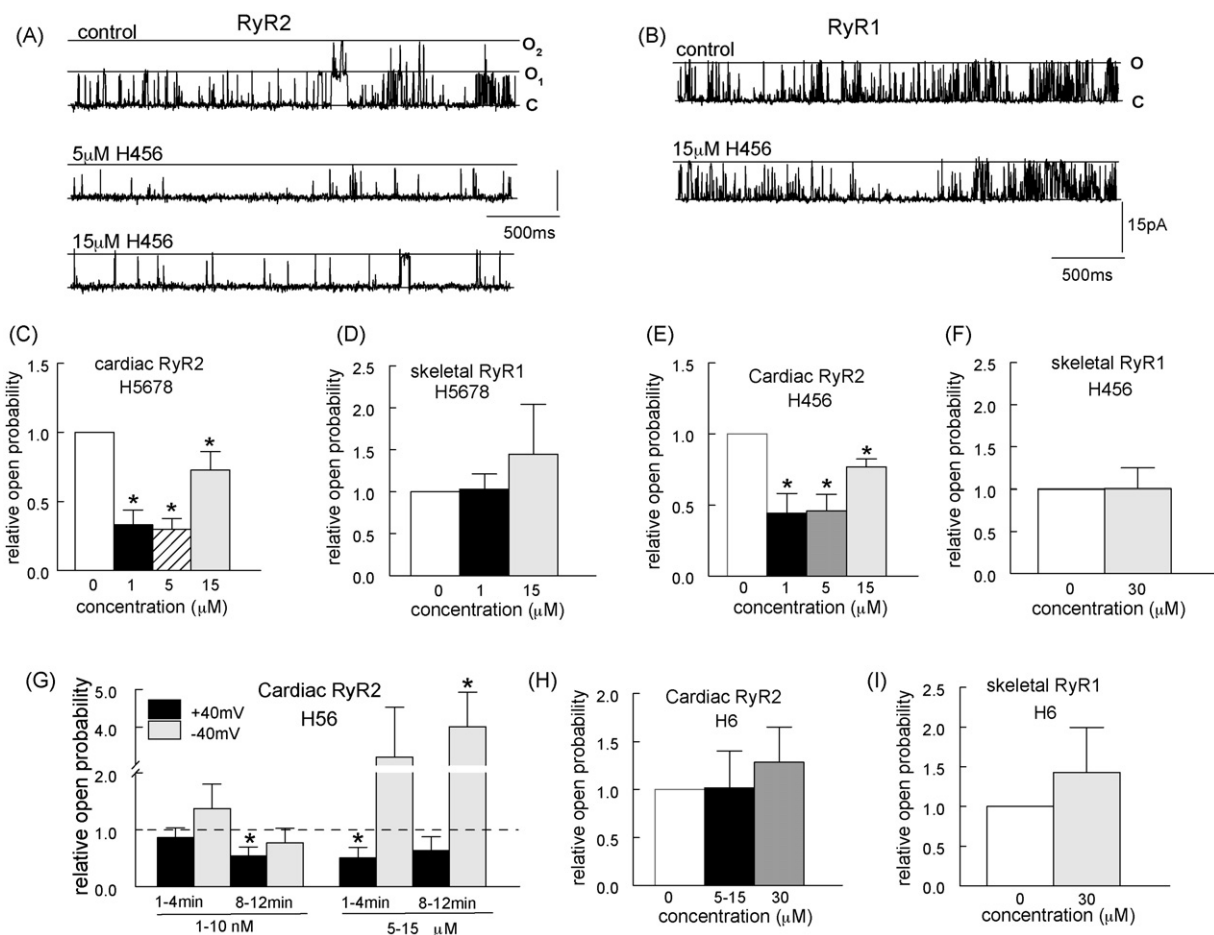 (A)
RyR2
control
O2
O1
C
5μM H456
500ms
15μM H456
(B)
RyR1
control
O
C
15μM H456
15pA
500ms
(C)
cardiac RyR2
H5678
relative open probability
1.5
1.0
0.5
0.0
*
*
*
0 1 5 15
concentration (μM)
(D)
skeletal RyR1
H5678
relative open probability
2.5
2.0
1.5
1.0
0.5
0.0
0 1 15
concentration (μM)
(E)
Cardiac RyR2
H456
relative open probability
1.5
1.0
0.5
0.0
*
*
*
0 1 5 15
concentration (μM)
(F)
skeletal RyR1
H456
relative open probability
2.5
2.0
1.5
1.0
0.5
0.0
0 30
concentration (μM)
(G)
Cardiac RyR2
H56
+40mV
-40mV
relative open probability
5.0
4.0
2.0
1.0
0.0
*
*
*
1-4min 8-12min 1-4min 8-12min
1-10 nM 5-15 μM
(H)
Cardiac RyR2
H6
relative open probability
2.0
1.5
1.0
0.5
0.0
0 5-15 30
concentration (μM)
(I)
skeletal RyR1
H6
relative open probability
2.5
2.0
1.5
1.0
0.5
0.0
0 30
concentration (μM)